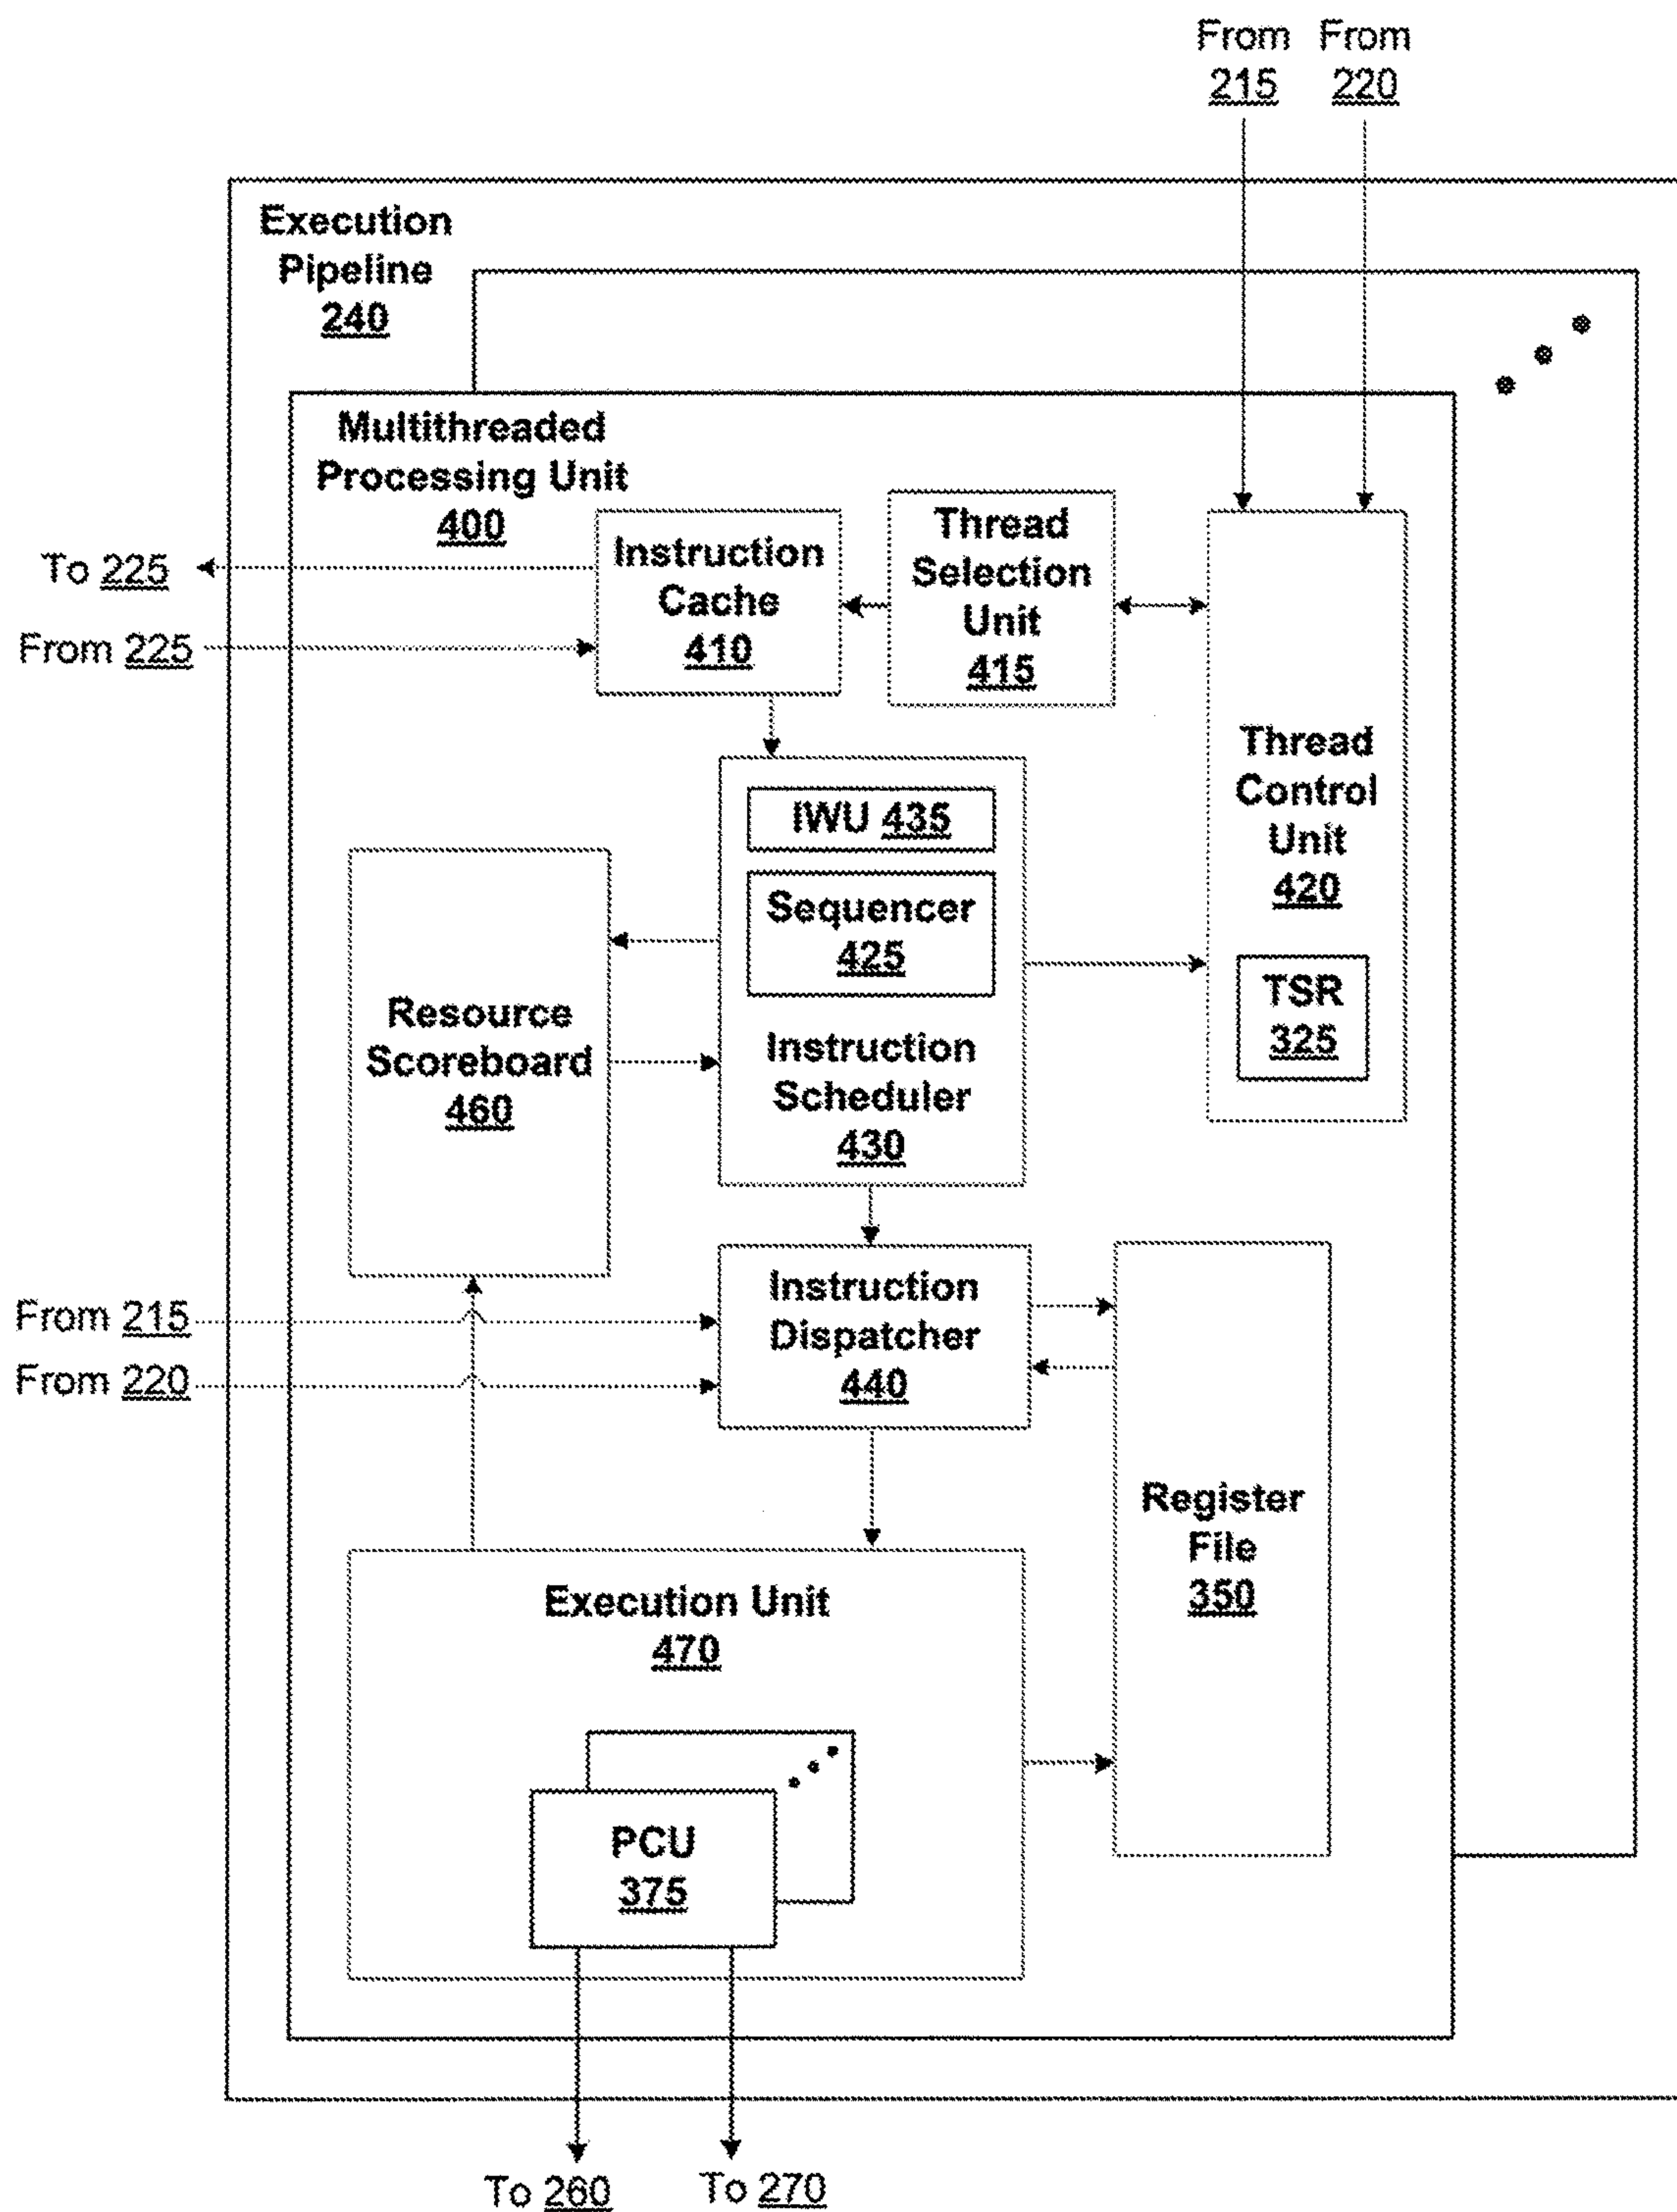 From From
215 220
Execution
Pipeline
240
Multithreaded
Processing Unit
400
To 225
From 225
Instruction
Cache
410
Thread
Selection
Unit
415
Thread
Control
Unit
420
TSR
325
IWU 435
Sequencer
425
Instruction
Scheduler
430
Resource
Scoreboard
460
From 215
From 220
Instruction
Dispatcher
440
Register
File
350
Execution Unit
470
PCU
375
To 260
To 270